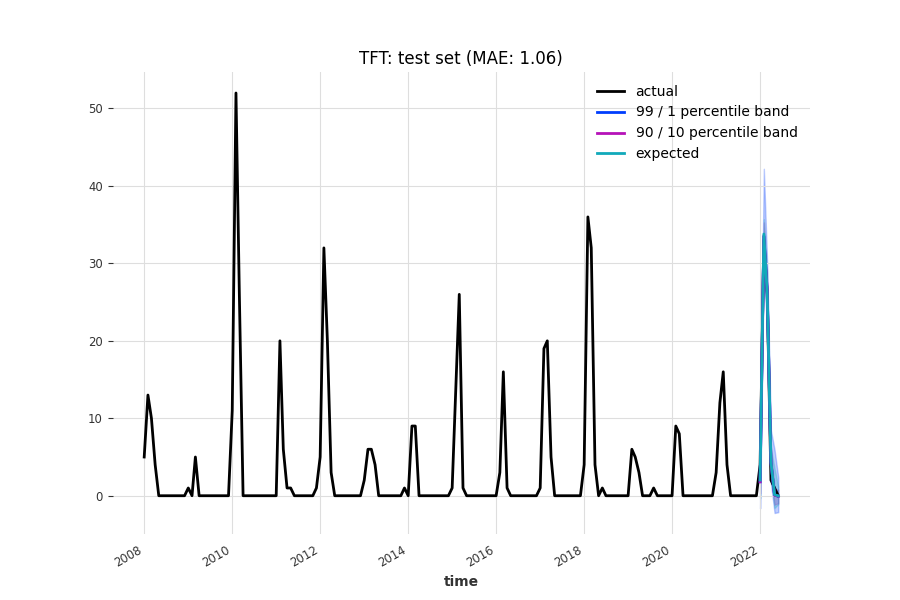 TFT: test set (MAE: 1.06)
actual
99 / 1 percentile band
90 / 10 percentile band
expected
50
40
30
20
10
0
2008
2010
2012
2014
2016
2018
2020
2022
time